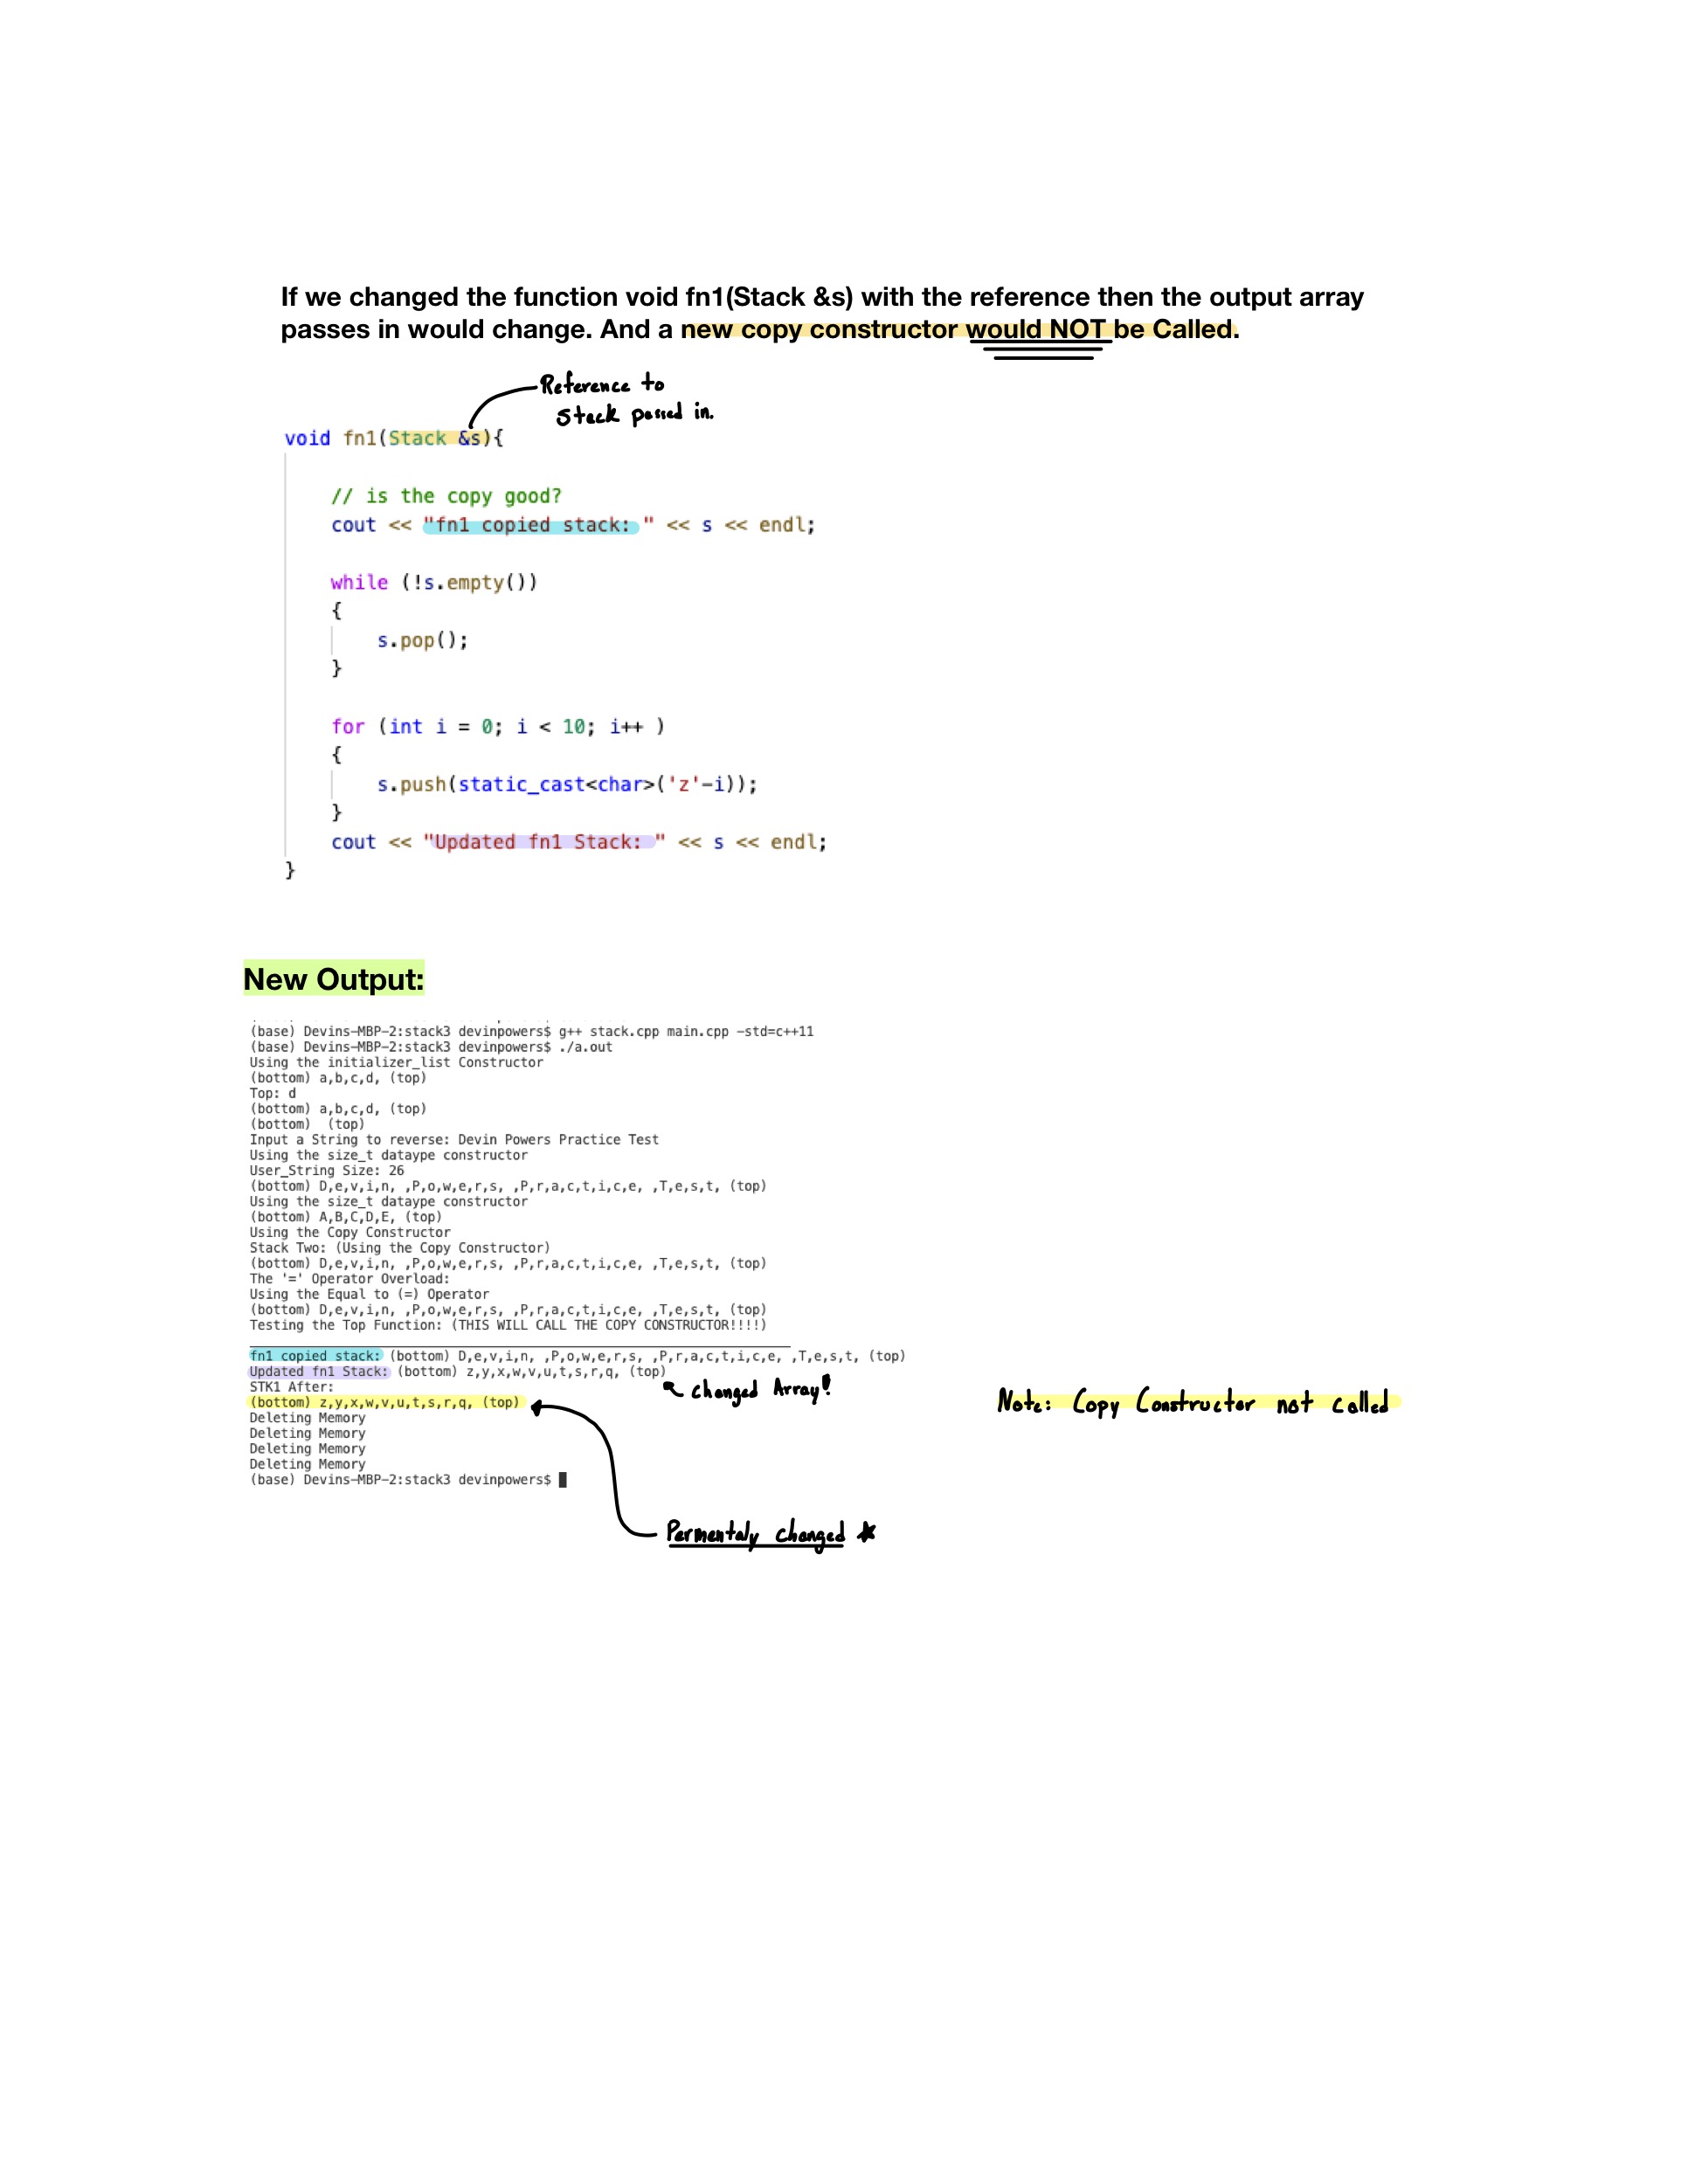 If we changed the function void fn1(Stack &s) with the reference then the output array
passes in would change. And a new copy constructor would NOT be Called.
Reference to
Stack passed in.
void fn1(Stack &s){
// is the copy good?
cout << "fn1 copied stack: " << s << endl;
while (!s.empty())
{
s.pop();
}
for (int i = 0; i < 10; i++ )
{
s.push(static_cast<char>('z'-i));
}
cout << "Updated fn1 Stack: " << s << endl;
}
New Output:
(base) Devins-MBP-2:stack3 devinpowers$ g++ stack.cpp main.cpp -std=c++11
(base) Devins-MBP-2:stack3 devinpowers$ ./a.out
Using the initializer_list Constructor
(bottom) a,b,c,d, (top)
Top: d
(bottom) a,b,c,d, (top)
(bottom)  (top)
Input a String to reverse: Devin Powers Practice Test
Using the size_t dataype constructor
User_String Size: 26
(bottom) D,e,v,i,n, ,P,o,w,e,r,s, ,P,r,a,c,t,i,c,e, ,T,e,s,t, (top)
Using the size_t dataype constructor
(bottom) A,B,C,D,E, (top)
Using the Copy Constructor
Stack Two: (Using the Copy Constructor)
(bottom) D,e,v,i,n, ,P,o,w,e,r,s, ,P,r,a,c,t,i,c,e, ,T,e,s,t, (top)
The '=' Operator Overload:
Using the Equal to (=) Operator
(bottom) D,e,v,i,n, ,P,o,w,e,r,s, ,P,r,a,c,t,i,c,e, ,T,e,s,t, (top)
Testing the Top Function: (THIS WILL CALL THE COPY CONSTRUCTOR!!!!)
fn1 copied stack: (bottom) D,e,v,i,n, ,P,o,w,e,r,s, ,P,r,a,c,t,i,c,e, ,T,e,s,t, (top)
Updated fn1 Stack: (bottom) z,y,x,w,v,u,t,s,r,q, (top)
STK1 After:
changed Array!
(bottom) z,y,x,w,v,u,t,s,r,q, (top)
Note: Copy Constructor not called
Deleting Memory
Deleting Memory
Deleting Memory
Deleting Memory
(base) Devins-MBP-2:stack3 devinpowers$
Permentaly changed